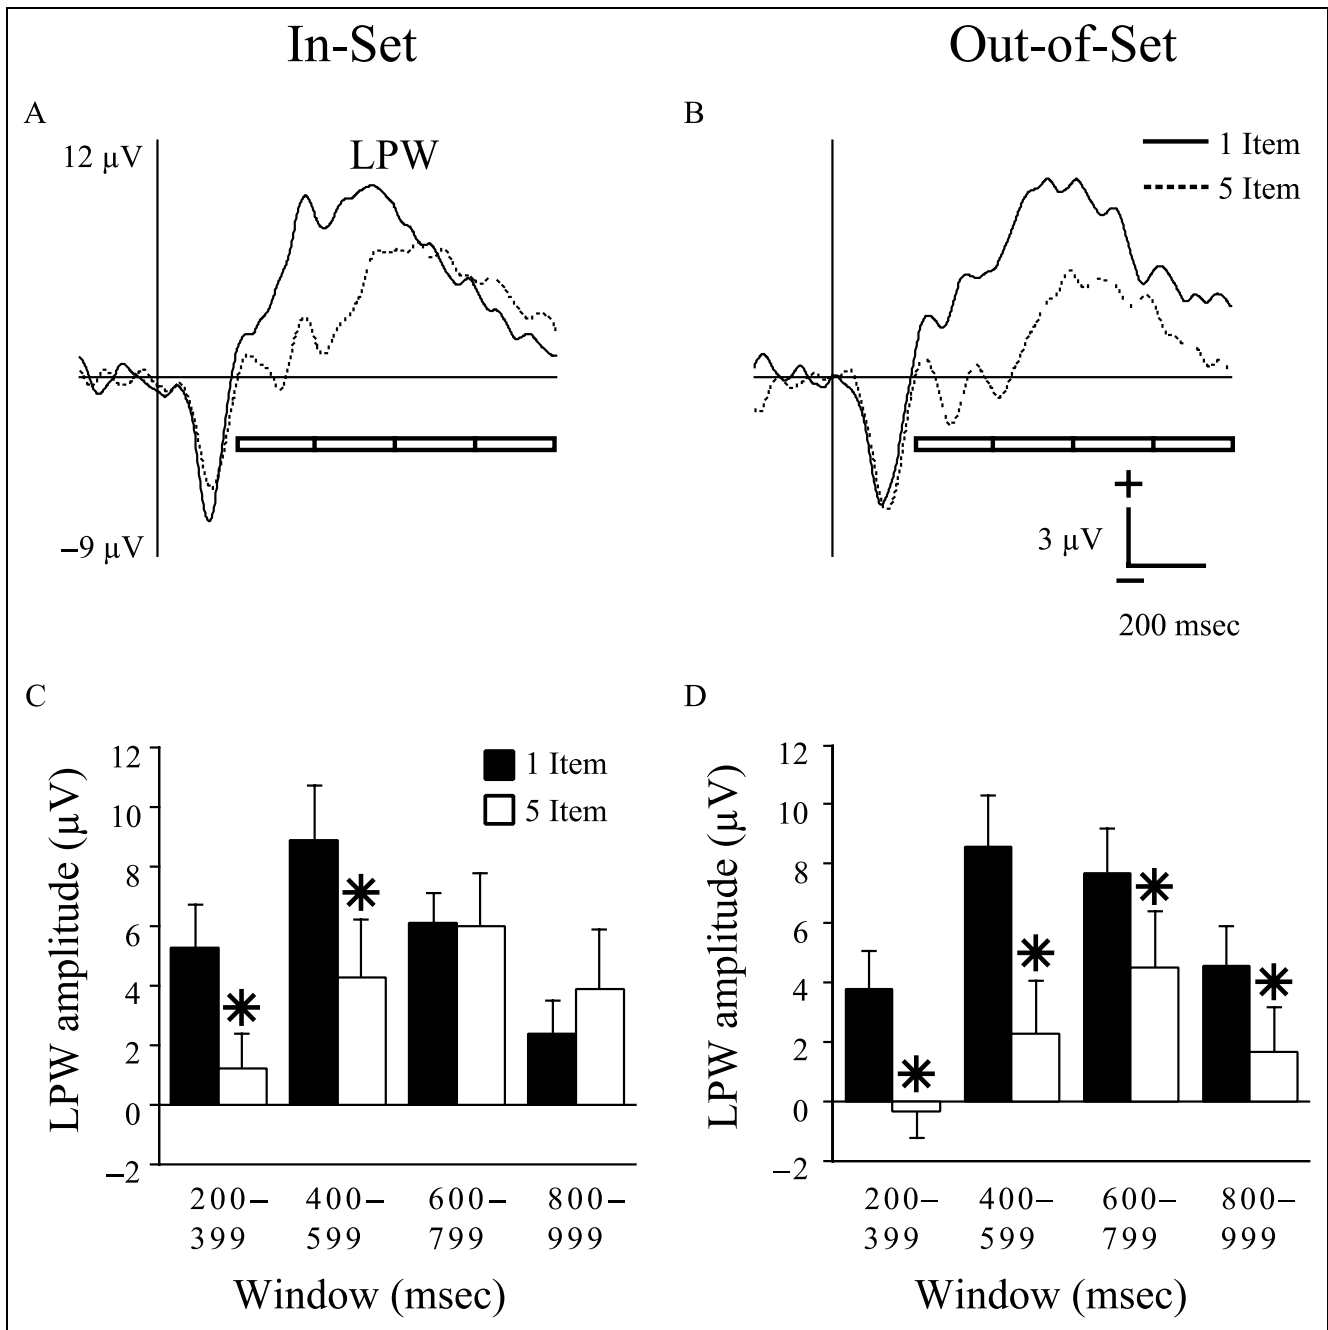 In-Set
Out-of-Set
A
12 µV
LPW
–9 µV
B
1 Item
5 Item
+
3 µV
–
200 msec
C
12
10
8
6
4
2
0
–2
LPW amplitude (µV)
1 Item
5 Item
*
*
200–
399
400–
599
600–
799
800–
999
Window (msec)
D
12
10
8
6
4
2
0
–2
LPW amplitude (µV)
*
*
*
*
200–
399
400–
599
600–
799
800–
999
Window (msec)